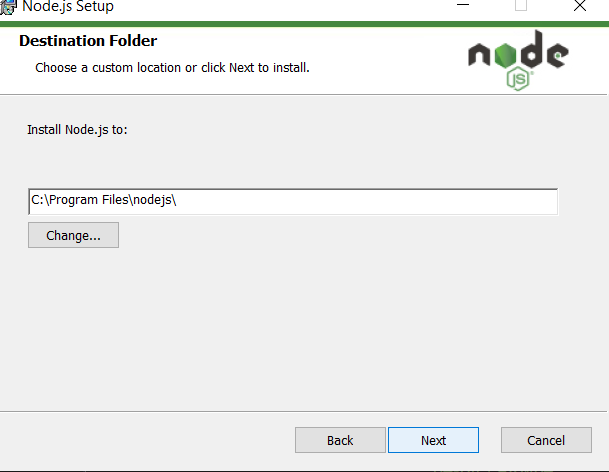 Node.js Setup
Destination Folder
Choose a custom location or click Next to install.
node
JS
Install Node.js to:
C:\Program Files\nodejs\
Change...
Back
Next
Cancel